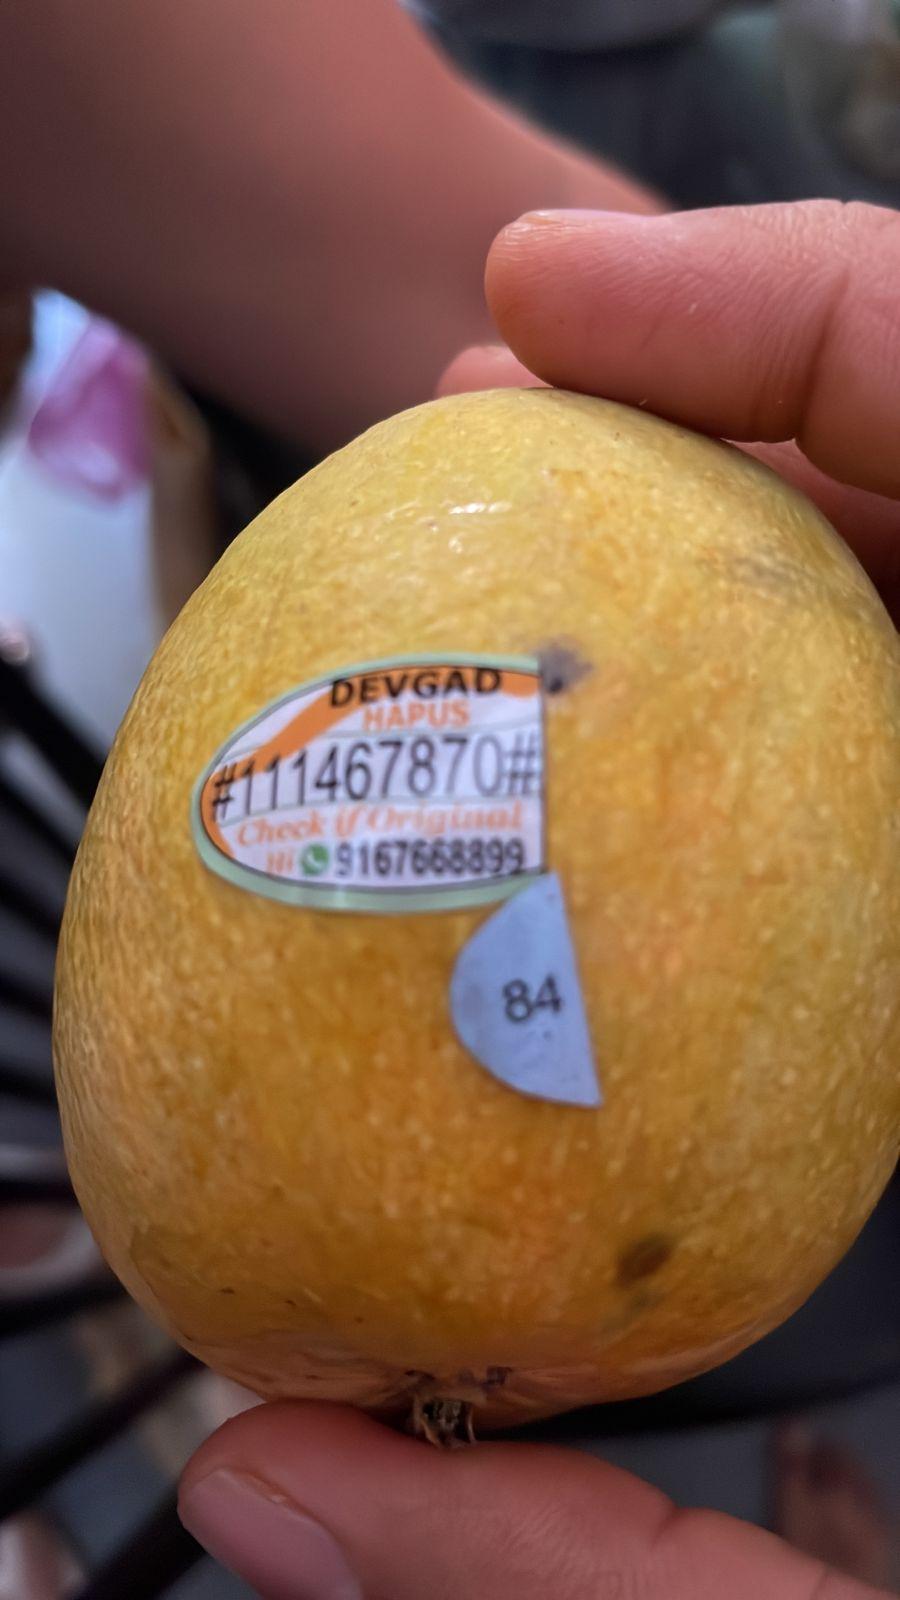 DEVGAD
HAPUS
#111467870#
Check if Original
Hi 9167668899
84